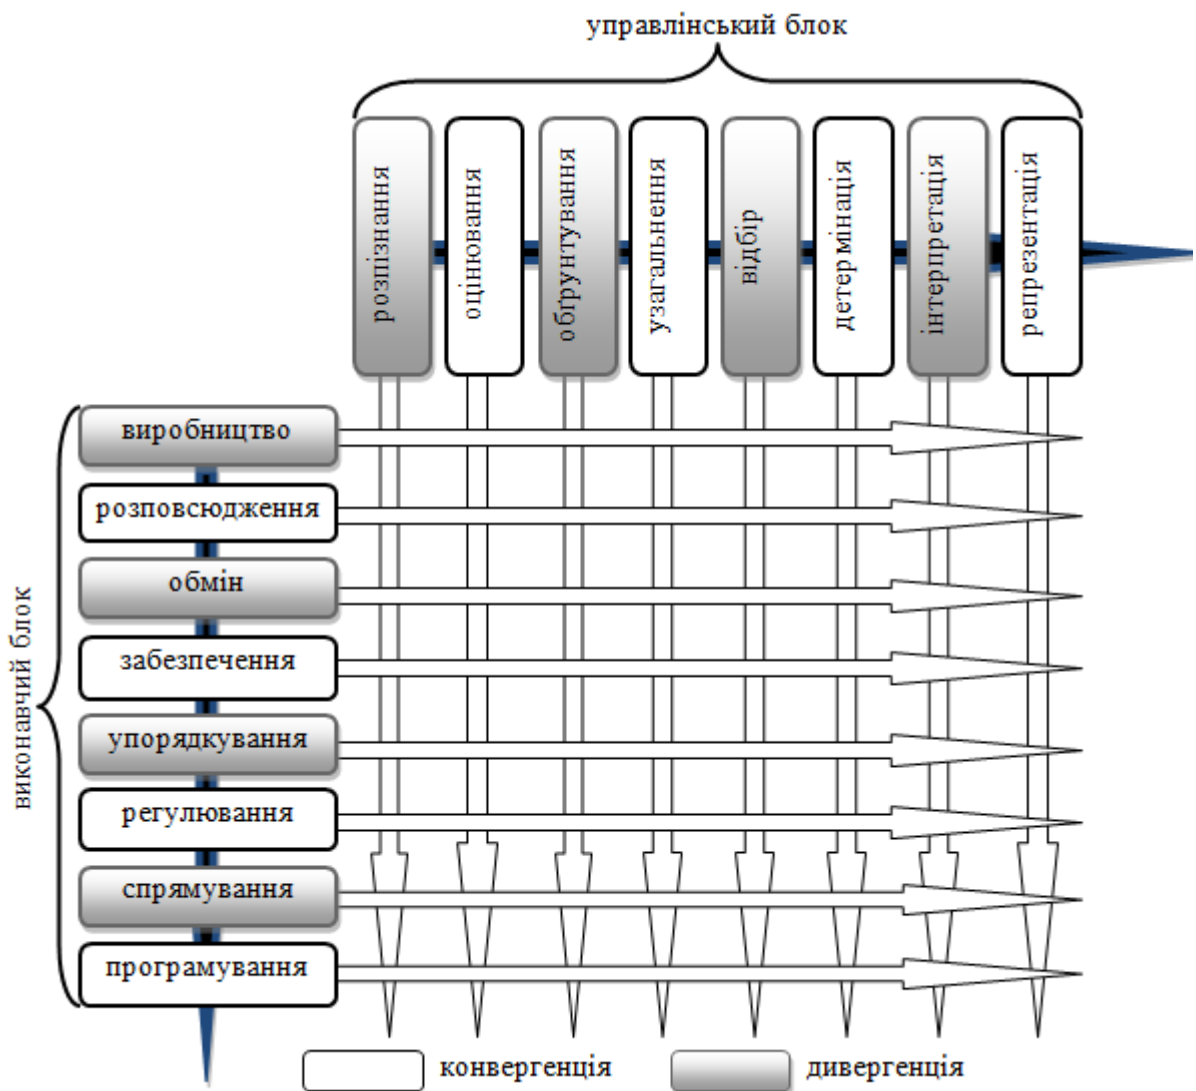 управлінський блок
розпізнання
оцінювання
обґрунтування
узагальнення
відбір
детермінація
інтерпретація
репрезентація
виконавчий блок
виробництво
розповсюдження
обмін
забезпечення
упорядкування
регулювання
спрямування
програмування
конвергенція
дивергенція